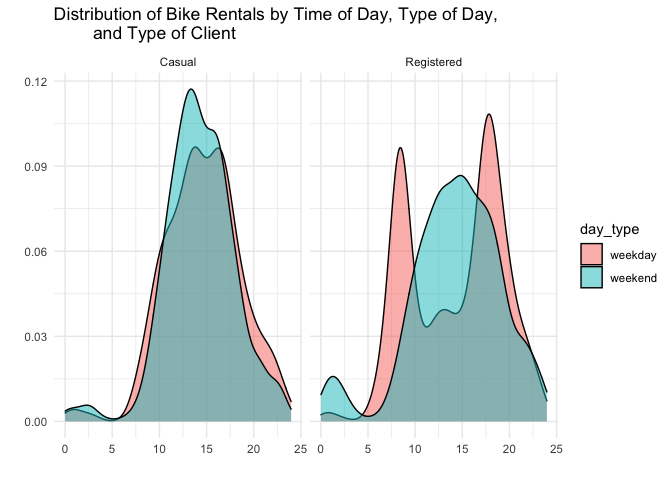 Distribution of Bike Rentals by Time of Day, Type of Day,
and Type of Client
Casual
Registered
0.12
0.09
0.06
0.03
0.00
0 5 10 15 20 25
0 5 10 15 20 25
day_type
weekday
weekend